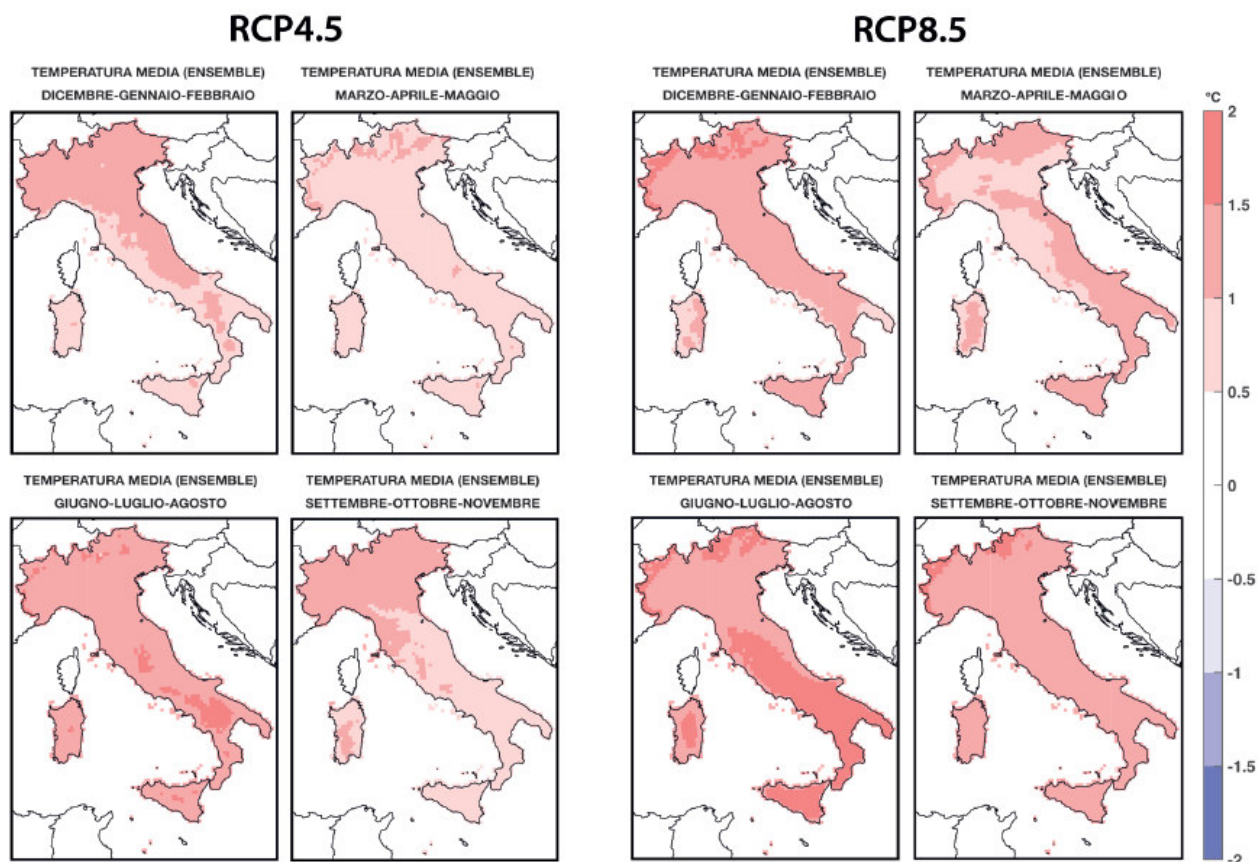 RCP4.5
RCP8.5
TEMPERATURA MEDIA (ENSEMBLE)
DICEMBRE-GENNAIO-FEBBRAIO
TEMPERATURA MEDIA (ENSEMBLE)
MARZO-APRILE-MAGGIO
TEMPERATURA MEDIA (ENSEMBLE)
DICEMBRE-GENNAIO-FEBBRAIO
TEMPERATURA MEDIA (ENSEMBLE)
MARZO-APRILE-MAGGIO
°C
2
1.5
1
0.5
0
-0.5
-1
-1.5
-2
TEMPERATURA MEDIA (ENSEMBLE)
GIUGNO-LUGLIO-AGOSTO
TEMPERATURA MEDIA (ENSEMBLE)
SETTEMBRE-OTTOBRE-NOVEMBRE
TEMPERATURA MEDIA (ENSEMBLE)
GIUGNO-LUGLIO-AGOSTO
TEMPERATURA MEDIA (ENSEMBLE)
SETTEMBRE-OTTOBRE-NOVEMBRE